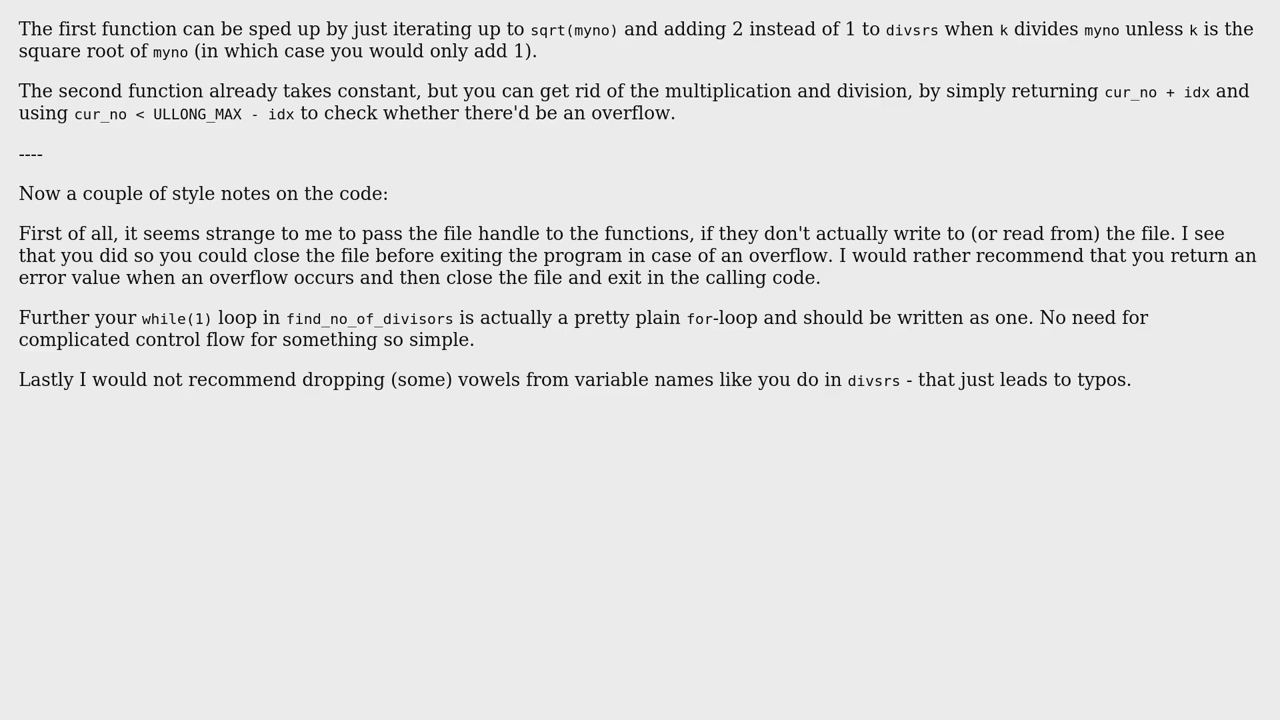 The first function can be sped up by just iterating up to sqrt(myno) and adding 2 instead of 1 to divsrs when k divides myno unless k is the
square root of myno (in which case you would only add 1).
The second function already takes constant, but you can get rid of the multiplication and division, by simply returning cur_no + idx and
using cur_no < ULLONG_MAX - idx to check whether there'd be an overflow.
----
Now a couple of style notes on the code:
First of all, it seems strange to me to pass the file handle to the functions, if they don't actually write to (or read from) the file. I see
that you did so you could close the file before exiting the program in case of an overflow. I would rather recommend that you return an
error value when an overflow occurs and then close the file and exit in the calling code.
Further your while(1) loop in find_no_of_divisors is actually a pretty plain for-loop and should be written as one. No need for
complicated control flow for something so simple.
Lastly I would not recommend dropping (some) vowels from variable names like you do in divsrs - that just leads to typos.